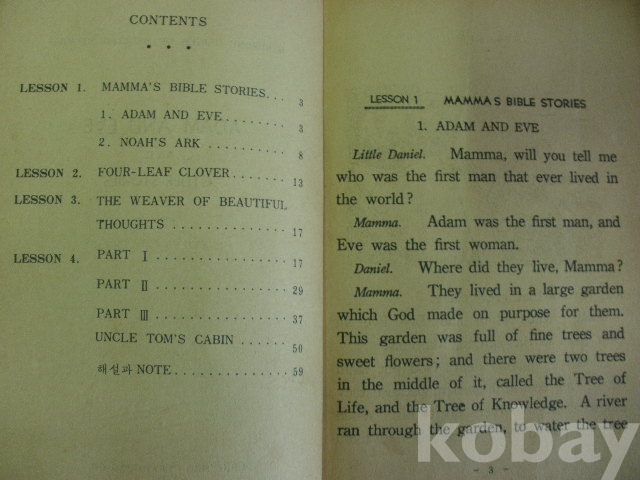 CONTENTS
• • •
LESSON 1. MAMMA'S BIBLE STORIES... 3
1. ADAM AND EVE........ 3
2. NOAH'S ARK .......... 8
LESSON 2. FOUR-LEAF CLOVER.......... 13
LESSON 3. THE WEAVER OF BEAUTIFUL
THOUGHTS .............. 17
LESSON 4. PART Ⅰ ................. 17
PART Ⅱ ................. 29
PART Ⅲ ................. 37
UNCLE TOM'S CABIN ........ 50
해설과 NOTE............... 59
LESSON 1 MAMMA'S BIBLE STORIES
1. ADAM AND EVE
Little Daniel. Mamma, will you tell me
who was the first man that ever lived in
the world?
Mamma. Adam was the first man, and
Eve was the first woman.
Daniel. Where did they live, Mamma?
Mamma. They lived in a large garden
which God made on purpose for them.
This garden was full of fine trees and
sweet flowers; and there were two trees
in the middle of it, called the Tree of
Life, and the Tree of Knowledge. A river
ran through the garden, to water the tree
- 3 -
kobay